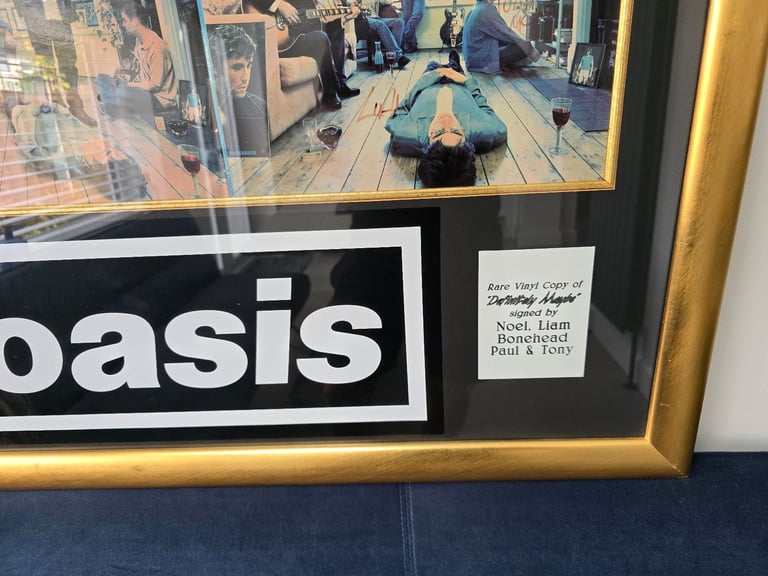 oasis
Rare Vinyl Copy of
"Definitely Maybe"
signed by
Noel, Liam
Bonehead
Paul & Tony